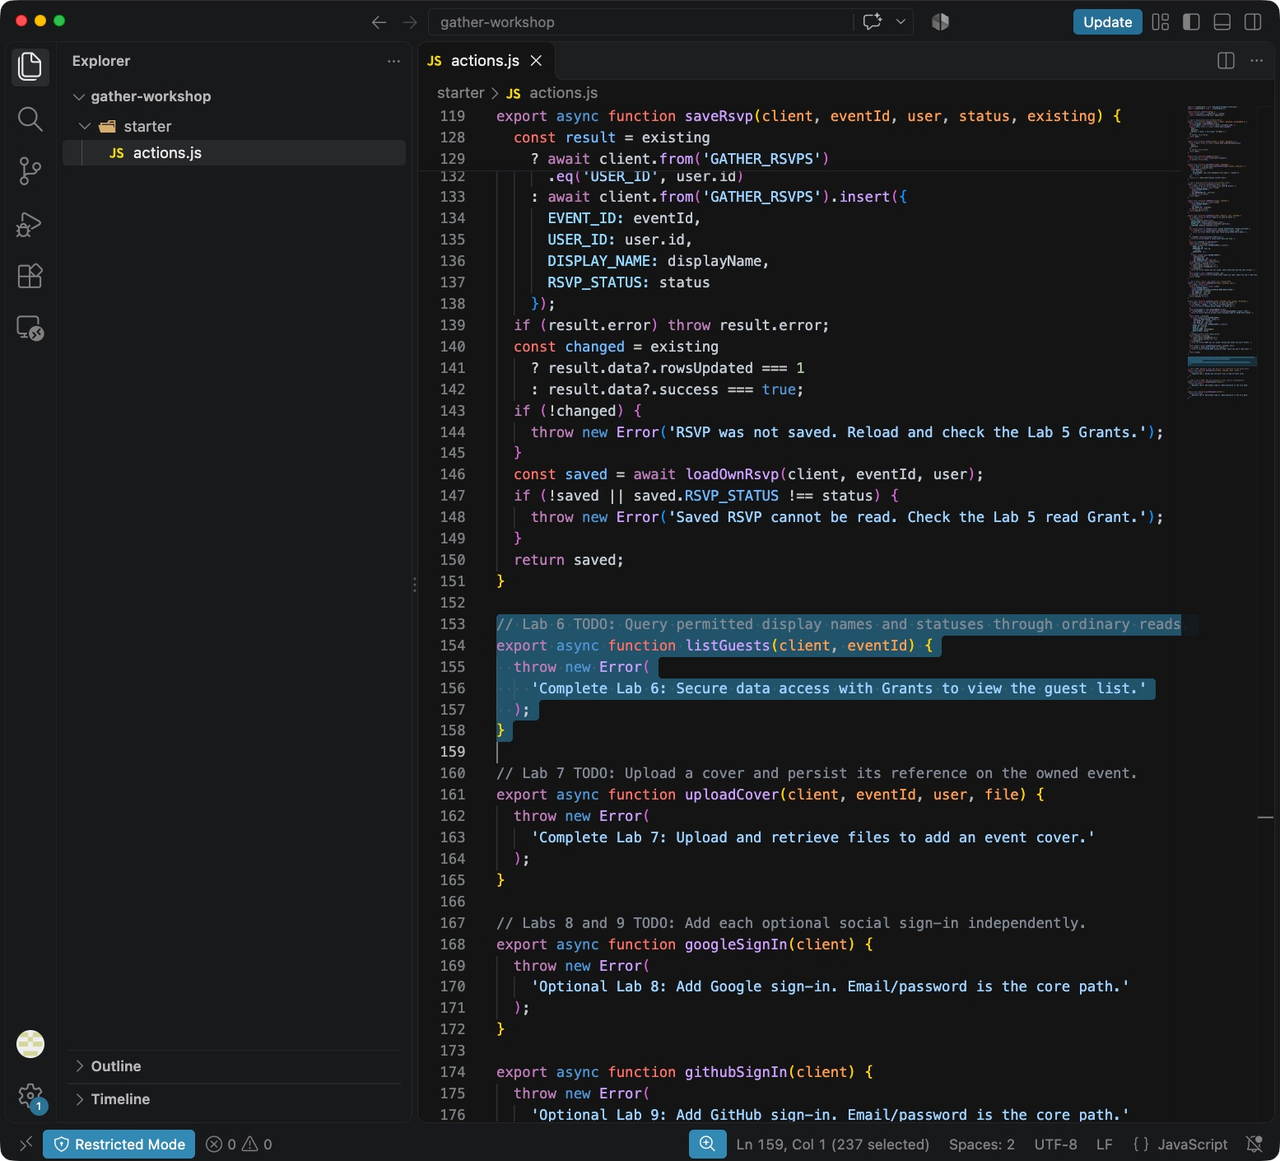 gather-workshop
Update
Explorer
gather-workshop
starter
JS actions.js
Outline
Timeline
1
JS actions.js
starter > JS actions.js
119 export async function saveRsvp(client, eventId, user, status, existing) {
128 const result = existing
129 ? await client.from('GATHER_RSVPS')
132 .eq('USER_ID', user.id)
133 : await client.from('GATHER_RSVPS').insert({
134 EVENT_ID: eventId,
135 USER_ID: user.id,
136 DISPLAY_NAME: displayName,
137 RSVP_STATUS: status
138 });
139 if (result.error) throw result.error;
140 const changed = existing
141 ? result.data?.rowsUpdated === 1
142 : result.data?.success === true;
143 if (!changed) {
144 throw new Error('RSVP was not saved. Reload and check the Lab 5 Grants.');
145 }
146 const saved = await loadOwnRsvp(client, eventId, user);
147 if (!saved || saved.RSVP_STATUS !== status) {
148 throw new Error('Saved RSVP cannot be read. Check the Lab 5 read Grant.');
149 }
150 return saved;
151 }
152
153 // Lab 6 TODO: Query permitted display names and statuses through ordinary reads
154 export async function listGuests(client, eventId) {
155 throw new Error(
156 'Complete Lab 6: Secure data access with Grants to view the guest list.'
157 );
158 }
159
160 // Lab 7 TODO: Upload a cover and persist its reference on the owned event.
161 export async function uploadCover(client, eventId, user, file) {
162 throw new Error(
163 'Complete Lab 7: Upload and retrieve files to add an event cover.'
164 );
165 }
166
167 // Labs 8 and 9 TODO: Add each optional social sign-in independently.
168 export async function googleSignIn(client) {
169 throw new Error(
170 'Optional Lab 8: Add Google sign-in. Email/password is the core path.'
171 );
172 }
173
174 export async function githubSignIn(client) {
175 throw new Error(
176 'Optional Lab 9: Add GitHub sign-in. Email/password is the core path.'
Restricted Mode 0 0 Ln 159, Col 1 (237 selected) Spaces: 2 UTF-8 LF {} JavaScript